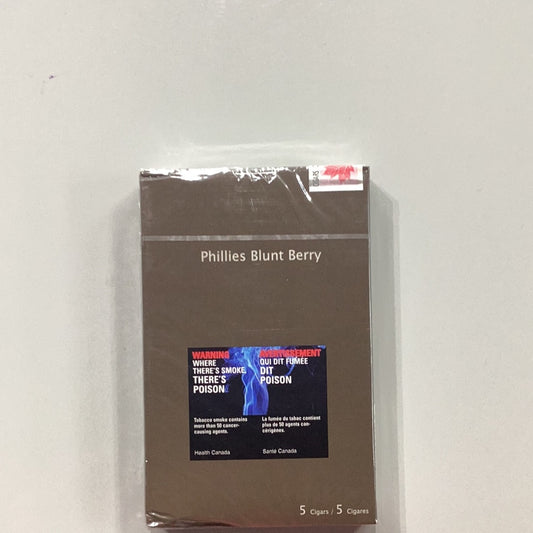 Phillies Blunt Berry
WARNING
WHERE
THERE'S SMOKE,
THERE'S
POISON
Tobacco smoke contains
more than 50 cancer-
causing agents.
Health Canada
AVERTISSEMENT
QUI DIT FUMÉE
DIT
POISON
La fumée du tabac contient
plus de 50 agents can-
cérigènes.
Santé Canada
5 Cigars / 5 Cigares